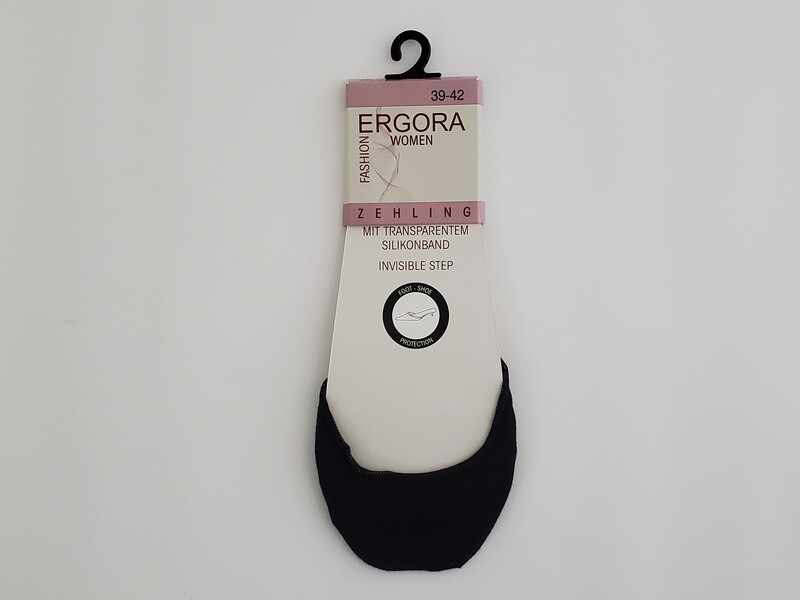 39-42
ERGORA
FASHION
WOMEN
ZEHLING
MIT TRANSPARENTEM
SILIKONBAND
INVISIBLE STEP
FOOT - SHOE
PROTECTION